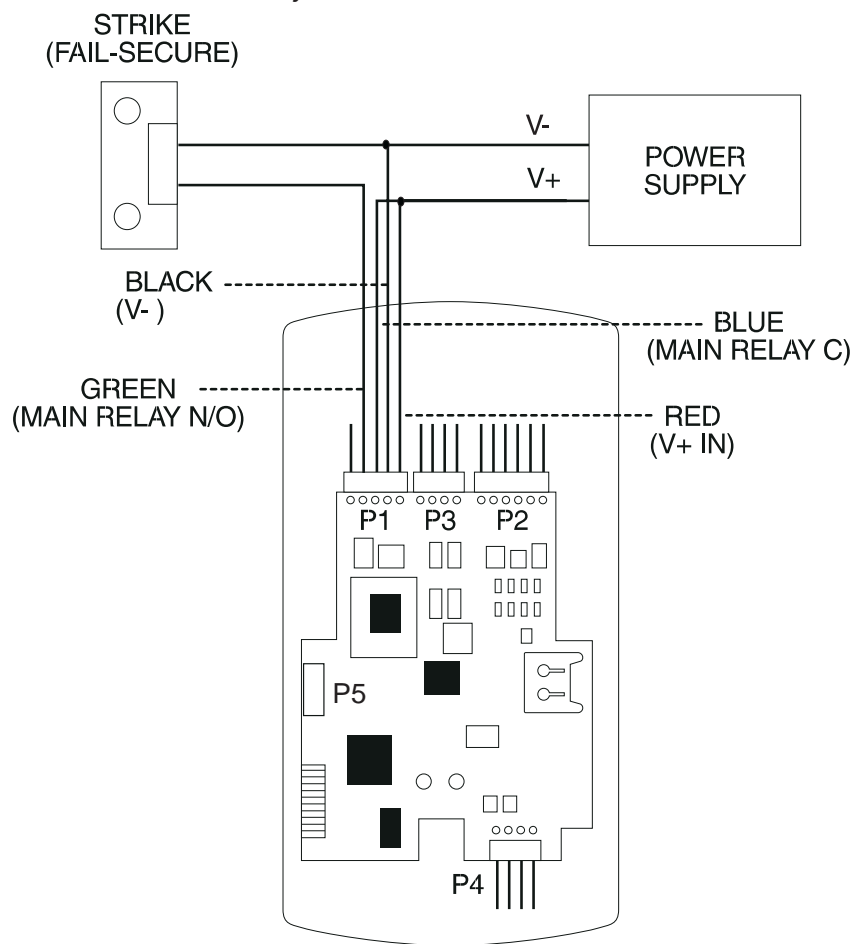 STRIKE
(FAIL-SECURE)
V-
V+
POWER
SUPPLY
BLACK
(V- )
BLUE
(MAIN RELAY C)
GREEN
(MAIN RELAY N/O)
RED
(V+ IN)
P1
P3
P2
P5
P4